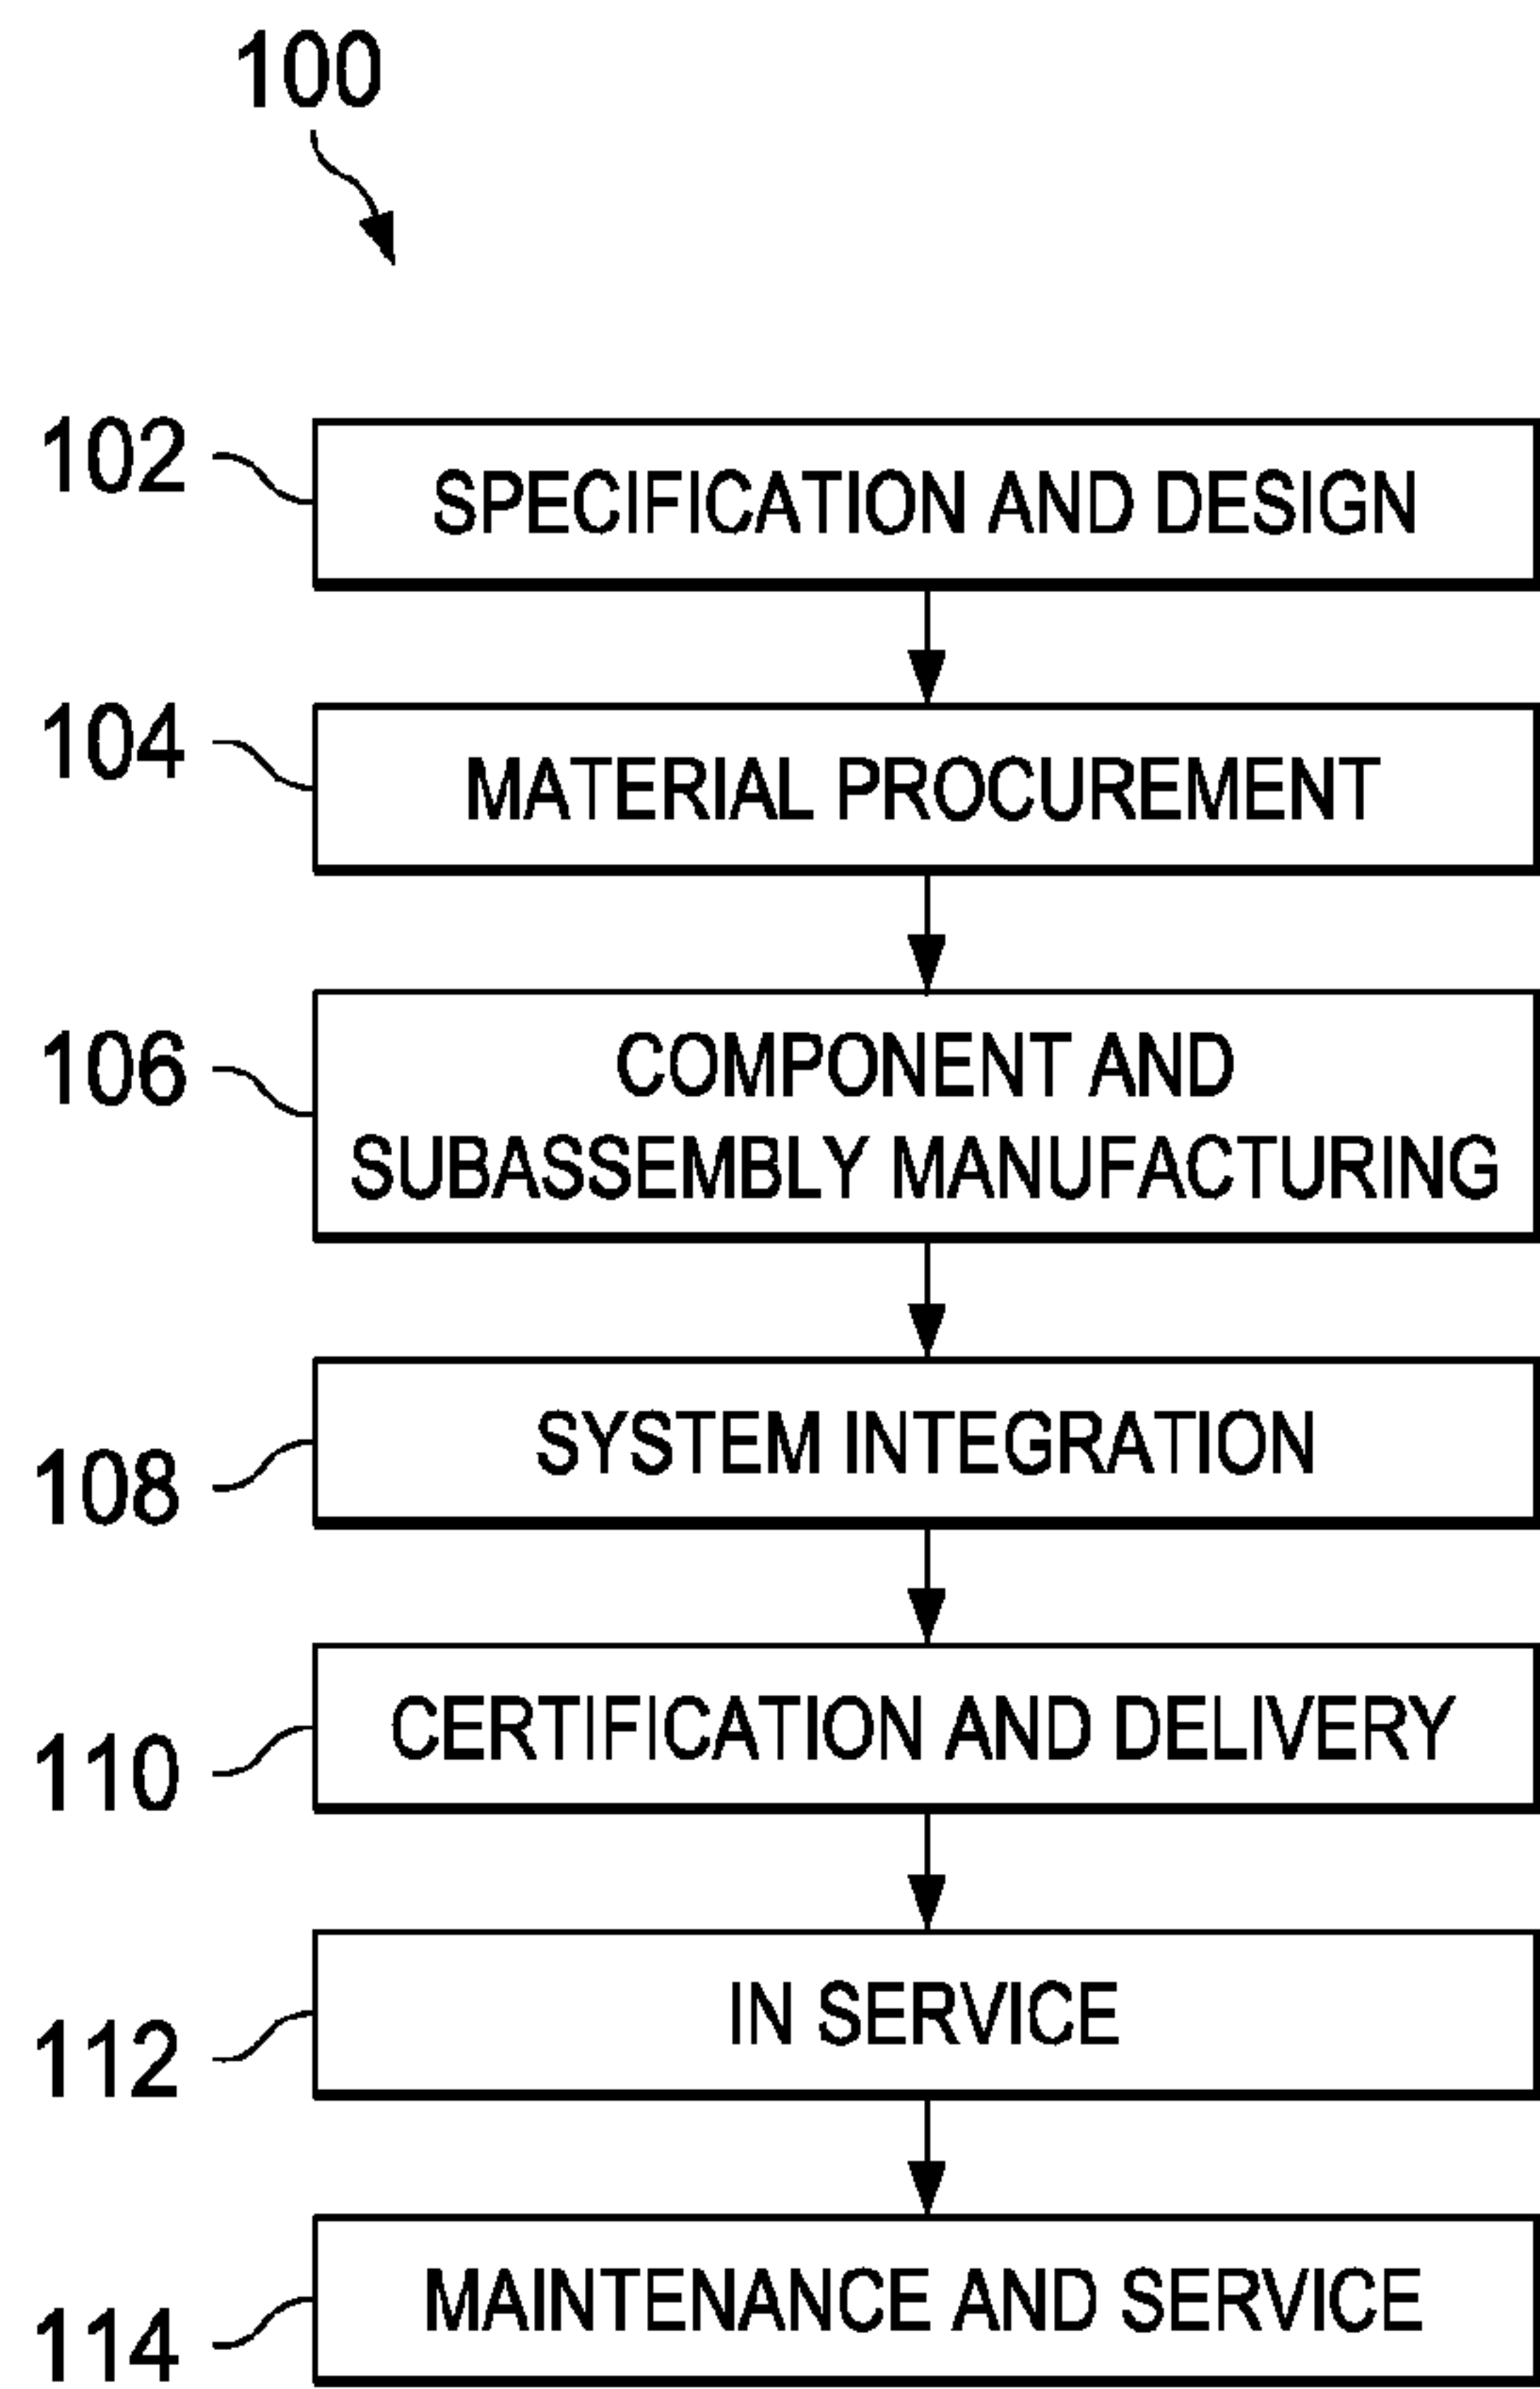 100
102
SPECIFICATION AND DESIGN
104
MATERIAL PROCUREMENT
106
COMPONENT AND
SUBASSEMBLY MANUFACTURING
108
SYSTEM INTEGRATION
110
CERTIFICATION AND DELIVERY
112
IN SERVICE
114
MAINTENANCE AND SERVICE